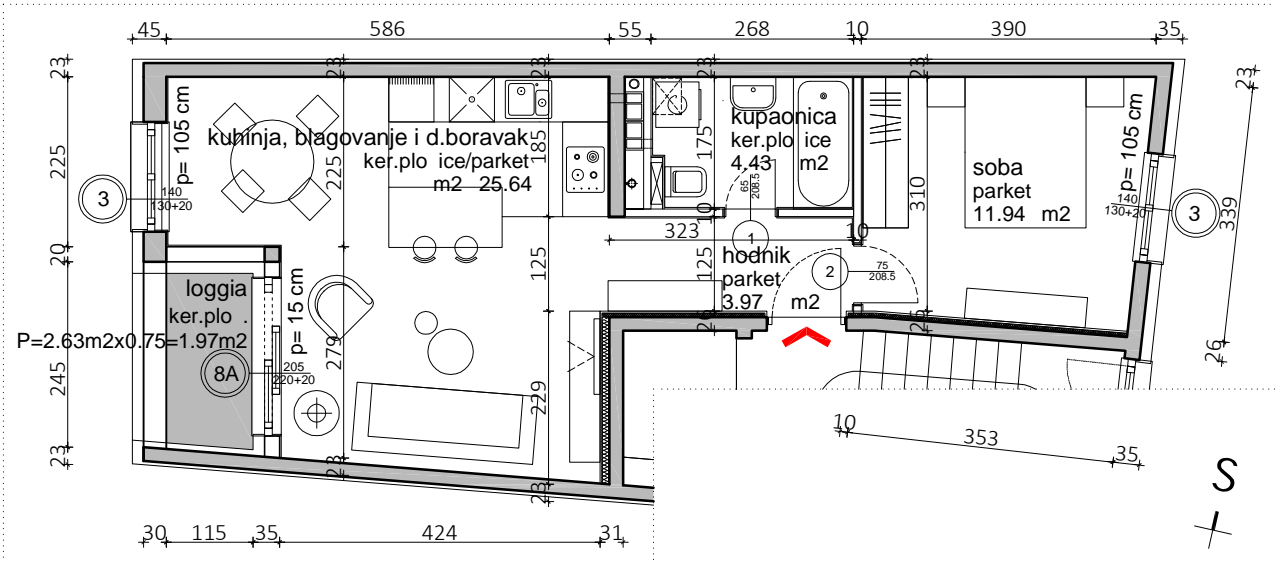 45 586 55 268 10 390 35
23 23 23 23 23 23
p= 105 cm
225
225
185
175
310
339
kuhinja, blagovanje i d.boravak
ker.plo ice/parket
m2 25.64
kupaonica
ker.plo ice
4.43 m2
soba
parket
11.94 m2
p= 105 cm
3
140
130+20
65
208.5
140
130+20
3
10
323
10
1
hodnik
parket
3.97 m2
2
75
208.5
20
125
125
loggia
ker.plo .
P=2.63m2x0.75=1.97m2
p= 15 cm
8A
205
220+20
279
245
229
25
26
23
23
23
10 353 35
30 115 35 424 31
S